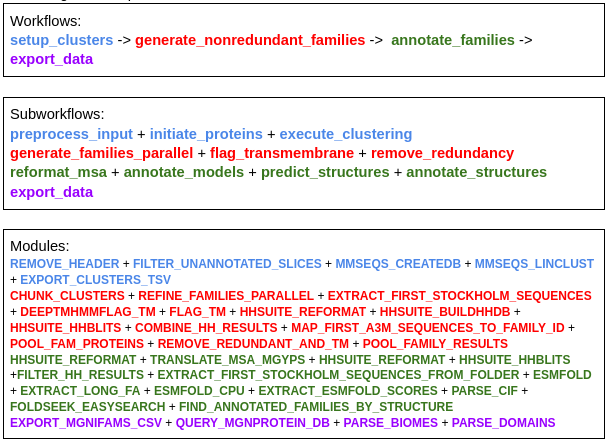 Workflows:
setup_clusters -> generate_nonredundant_families -> annotate_families ->
export_data
Subworkflows:
preprocess_input + initiate_proteins + execute_clustering
generate_families_parallel + flag_transmembrane + remove_redundancy
reformat_msa + annotate_models + predict_structures + annotate_structures
export_data
Modules:
REMOVE_HEADER + FILTER_UNANNOTATED_SLICES + MMSEQS_CREATEDB + MMSEQS_LINCLUST
+ EXPORT_CLUSTERS_TSV
CHUNK_CLUSTERS + REFINE_FAMILIES_PARALLEL + EXTRACT_FIRST_STOCKHOLM_SEQUENCES
+ DEEPTMHMMFLAG_TM + FLAG_TM + HHSUITE_REFORMAT + HHSUITE_BUILDHHDB +
HHSUITE_HHBLITS + COMBINE_HH_RESULTS + MAP_FIRST_A3M_SEQUENCES_TO_FAMILY_ID +
POOL_FAM_PROTEINS + REMOVE_REDUNDANT_AND_TM + POOL_FAMILY_RESULTS
HHSUITE_REFORMAT + TRANSLATE_MSA_MGYPS + HHSUITE_REFORMAT + HHSUITE_HHBLITS
+FILTER_HH_RESULTS + EXTRACT_FIRST_STOCKHOLM_SEQUENCES_FROM_FOLDER + ESMFOLD
+ EXTRACT_LONG_FA + ESMFOLD_CPU + EXTRACT_ESMFOLD_SCORES + PARSE_CIF +
FOLDSEEK_EASYSEARCH + FIND_ANNOTATED_FAMILIES_BY_STRUCTURE
EXPORT_MGNIFAMS_CSV + QUERY_MGNPROTEIN_DB + PARSE_BIOMES + PARSE_DOMAINS